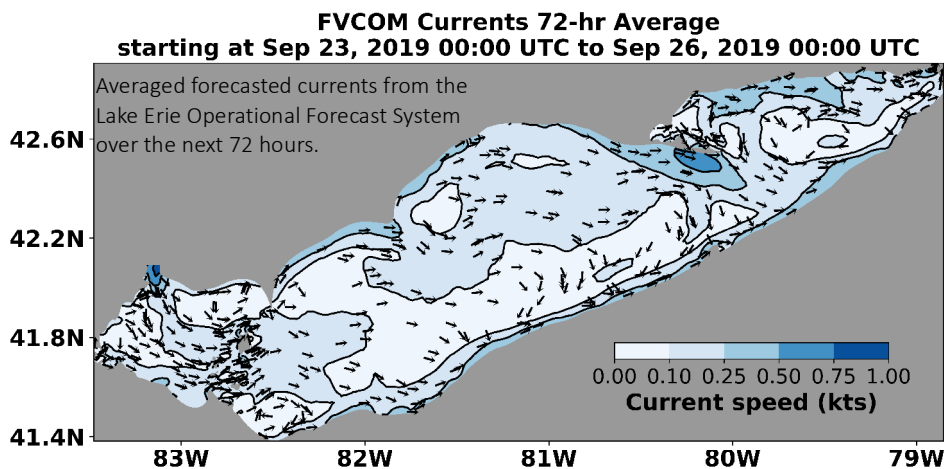 FVCOM Currents 72-hr Average
starting at Sep 23, 2019 00:00 UTC to Sep 26, 2019 00:00 UTC
Averaged forecasted currents from the
Lake Erie Operational Forecast System
over the next 72 hours.
42.6N
42.2N
41.8N
41.4N
0.00 0.10 0.25 0.50 0.75 1.00
Current speed (kts)
83W 82W 81W 80W 79W